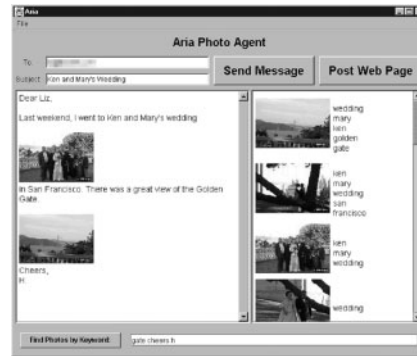 Aria
File
Aria Photo Agent
To:
Subject: Ken and Mary's Wedding
Send Message
Post Web Page
Dear Liz,
Last weekend, I went to Ken and Mary's wedding
in San Francisco. There was a great view of the Golden
Gate.
Cheers,
H
wedding
mary
ken
golden
gate
ken
mary
wedding
san
francisco
ken
mary
wedding
wedding
Find Photos by Keyword:
gate cheers h